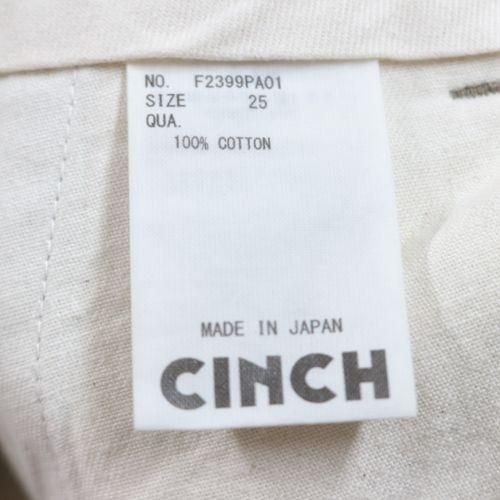 NO. F2399PA01
SIZE 25
QUA.
100% COTTON
MADE IN JAPAN
CINCH